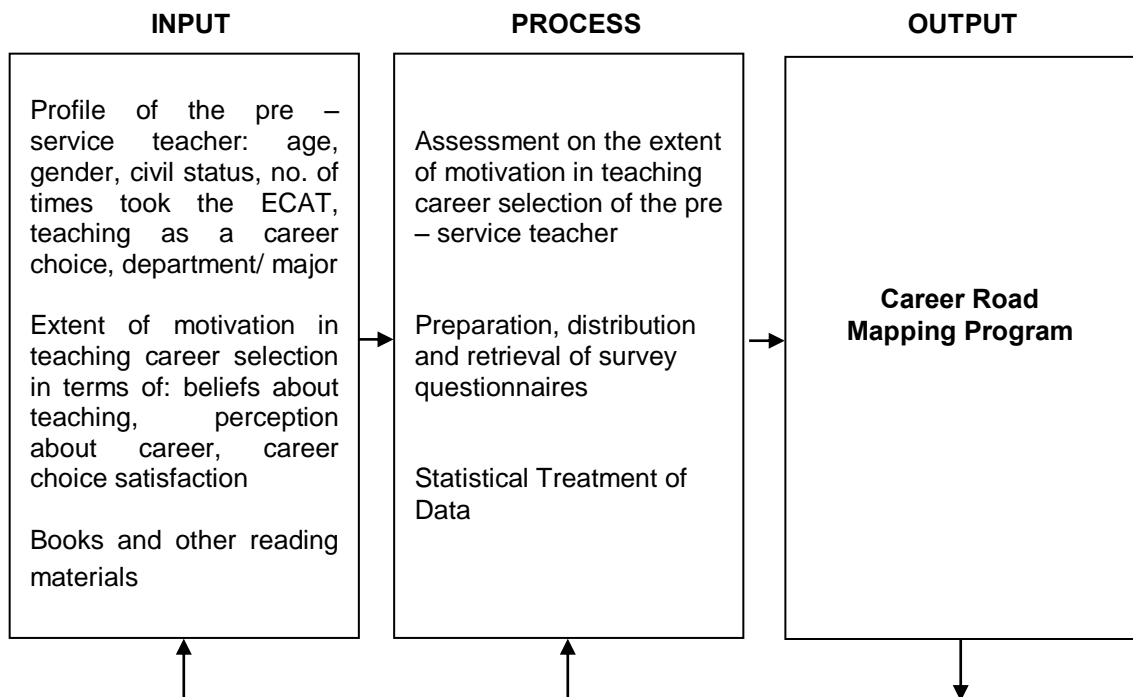 INPUT
PROCESS
OUTPUT
Profile of the pre –
service teacher: age,
gender, civil status, no. of
times took the ECAT,
teaching as a career
choice, department/ major
Extent of motivation in
teaching career selection
in terms of: beliefs about
teaching, perception
about career, career
choice satisfaction
Books and other reading
materials
Assessment on the extent
of motivation in teaching
career selection of the pre
– service teacher
Preparation, distribution
and retrieval of survey
questionnaires
Statistical Treatment of
Data
Career Road
Mapping Program